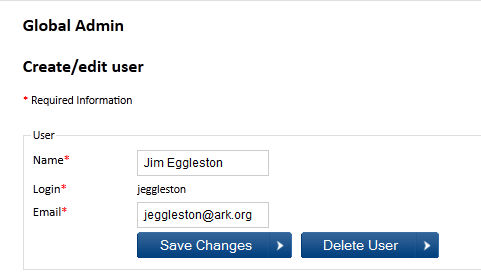 Global Admin
Create/edit user
* Required Information
User
Name* Jim Eggleston
Login* jeggleston
Email* jeggleston@ark.org
Save Changes Delete User